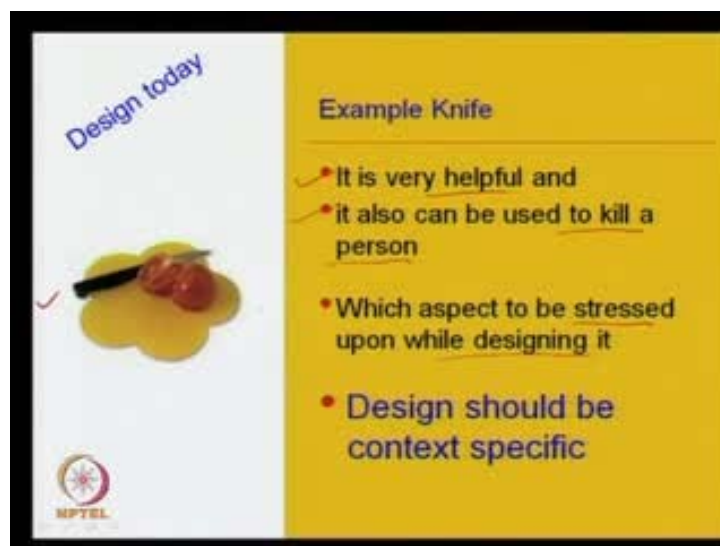 Design today
Example Knife
•It is very helpful and
•it also can be used to kill a
person
•Which aspect to be stressed
upon while designing it
• Design should be
context specific
NPTEL